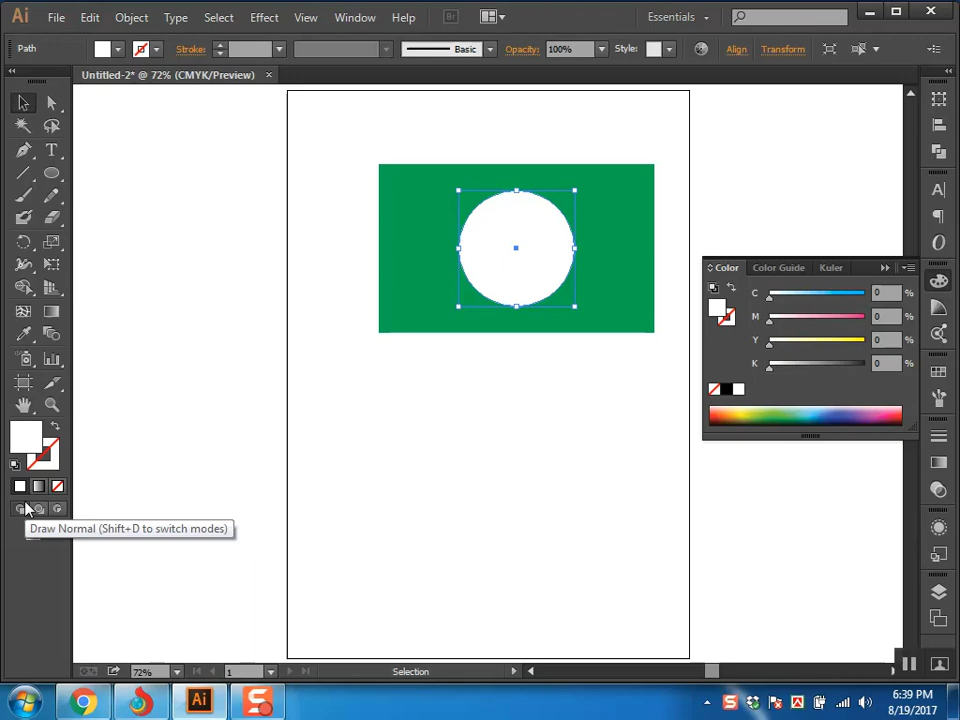 Ai File Edit Object Type Select Effect View Window Help Br Essentials
Path Stroke: Basic Opacity: 100% Style: Align Transform
Untitled-2* @ 72% (CMYK/Preview) ×
Color Color Guide Kuler
C 0 %
M 0 %
Y 0 %
K 0 %
Draw Normal (Shift+D to switch modes)
72% 1 Selection
Ai S S A 6:39 PM
8/19/2017